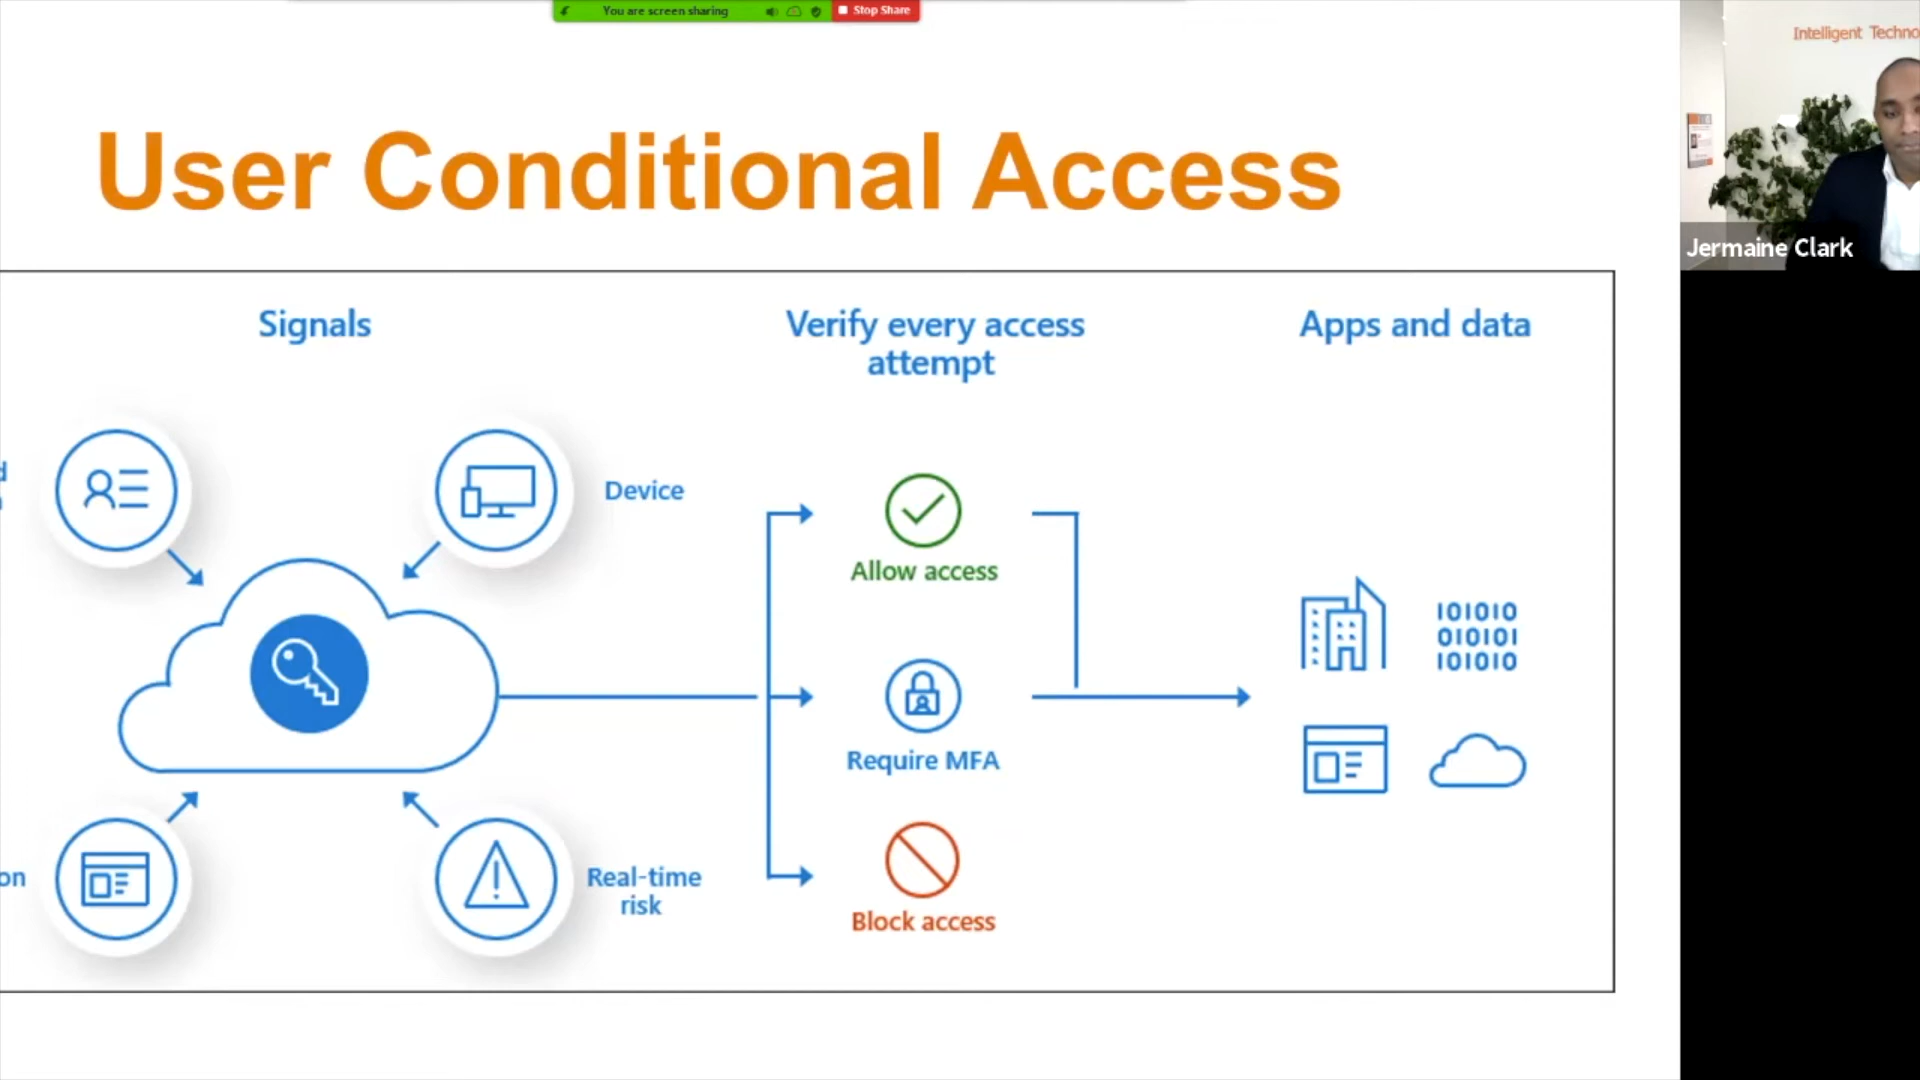 You are screen sharing
Stop Share
Intelligent Techno
User Conditional Access
Jermaine Clark
Signals
Verify every access
attempt
Apps and data
d
Device
Allow access
101010
010101
101010
Require MFA
on
Real-time
risk
Block access